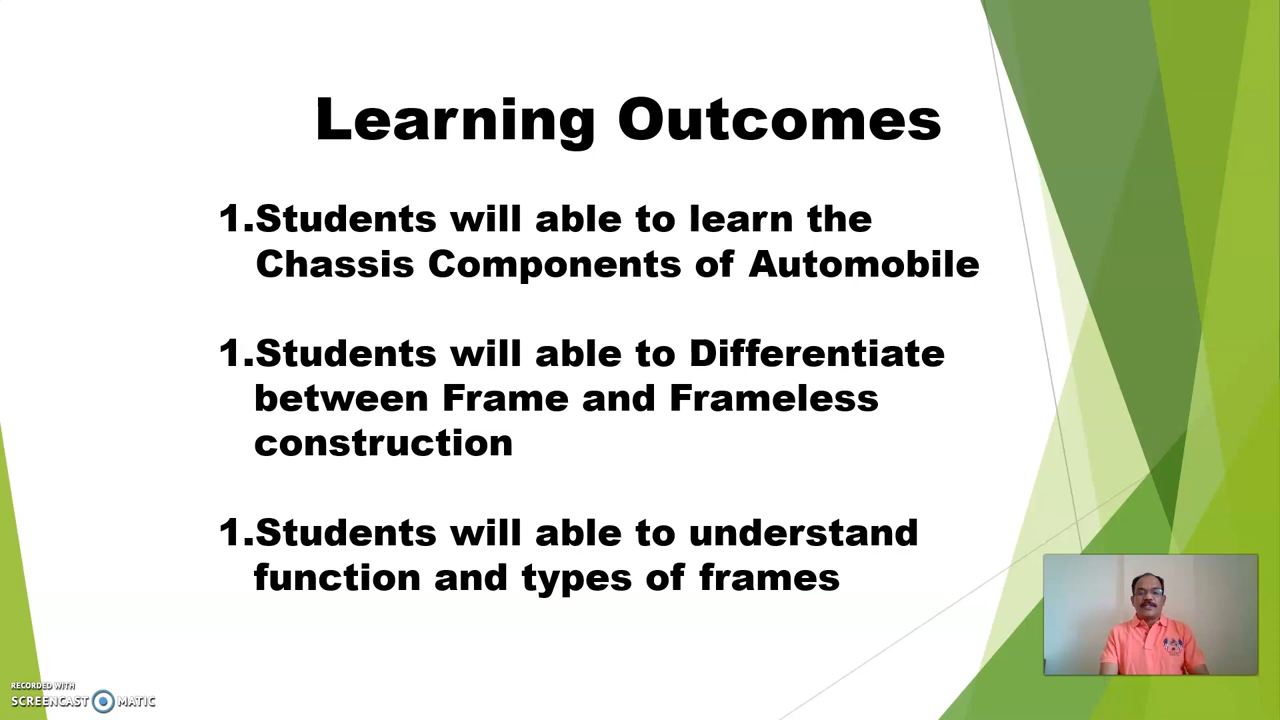 Learning Outcomes
1.Students will able to learn the
Chassis Components of Automobile
1.Students will able to Differentiate
between Frame and Frameless
construction
1.Students will able to understand
function and types of frames
RECORDED WITH
SCREENCAST MATIC